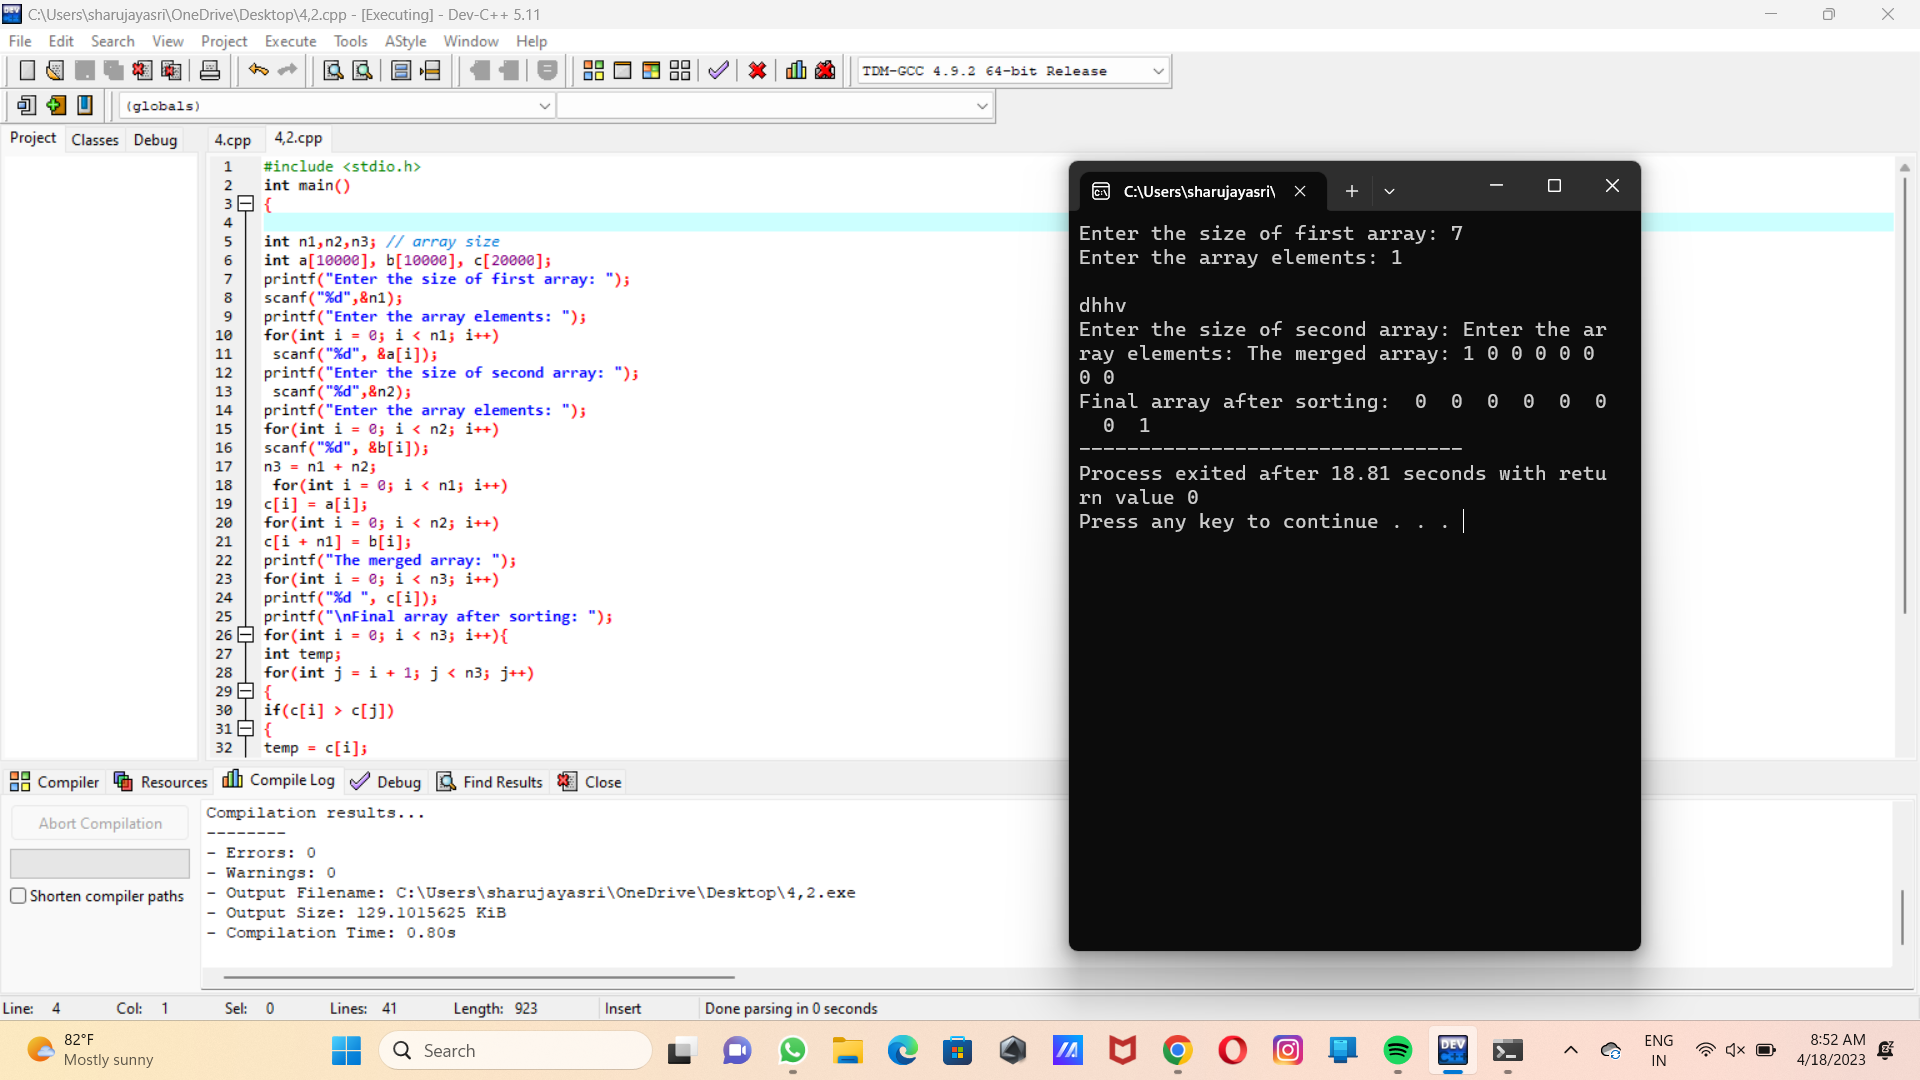 C:\Users\sharujayasri\OneDrive\Desktop\4,2.cpp - [Executing] - Dev-C++ 5.11
File Edit Search View Project Execute Tools AStyle Window Help
TDM-GCC 4.9.2 64-bit Release
(globals)
Project Classes Debug
4.cpp 4,2.cpp
1 #include <stdio.h>
2 int main()
3 {
4
5 int n1,n2,n3; // array size
6 int a[10000], b[10000], c[20000];
7 printf("Enter the size of first array: ");
8 scanf("%d",&n1);
9 printf("Enter the array elements: ");
10 for(int i = 0; i < n1; i++)
11 scanf("%d", &a[i]);
12 printf("Enter the size of second array: ");
13 scanf("%d",&n2);
14 printf("Enter the array elements: ");
15 for(int i = 0; i < n2; i++)
16 scanf("%d", &b[i]);
17 n3 = n1 + n2;
18 for(int i = 0; i < n1; i++)
19 c[i] = a[i];
20 for(int i = 0; i < n2; i++)
21 c[i + n1] = b[i];
22 printf("The merged array: ");
23 for(int i = 0; i < n3; i++)
24 printf("%d ", c[i]);
25 printf("\nFinal array after sorting: ");
26 for(int i = 0; i < n3; i++){
27 int temp;
28 for(int j = i + 1; j < n3; j++)
29 {
30 if(c[i] > c[j])
31 {
32 temp = c[i];
C:\Users\sharujayasri\
Enter the size of first array: 7
Enter the array elements: 1
dhhv
Enter the size of second array: Enter the ar
ray elements: The merged array: 1 0 0 0 0 0
0 0
Final array after sorting:  0  0  0  0  0  0
  0  1
--------------------------------
Process exited after 18.81 seconds with retu
rn value 0
Press any key to continue . . .
Compiler Resources Compile Log Debug Find Results Close
Abort Compilation
Shorten compiler paths
Compilation results...
--------
- Errors: 0
- Warnings: 0
- Output Filename: C:\Users\sharujayasri\OneDrive\Desktop\4,2.exe
- Output Size: 129.1015625 KiB
- Compilation Time: 0.80s
Line: 4 Col: 1 Sel: 0 Lines: 41 Length: 923 Insert Done parsing in 0 seconds
82°F
Mostly sunny
Search
DEV C++
ENG
IN
8:52 AM
4/18/2023